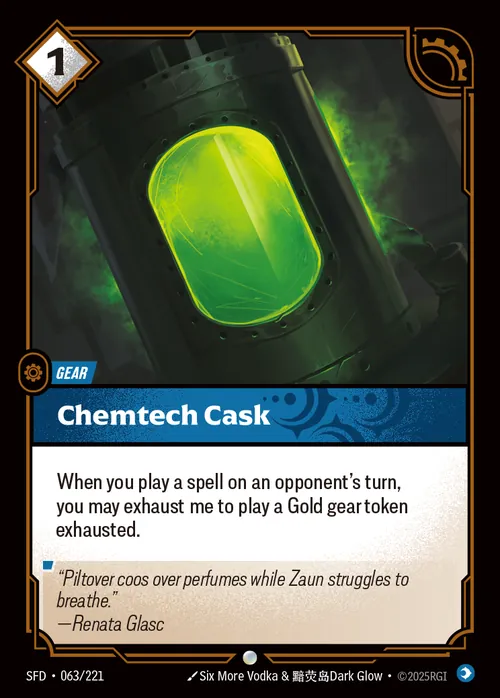 1
GEAR
Chemtech Cask
When you play a spell on an opponent's turn,
you may exhaust me to play a Gold gear token
exhausted.
“Piltover coos over perfumes while Zaun struggles to
breathe.”
—Renata Glasc
SFD • 063/221
Six More Vodka & 黯荧岛Dark Glow • ©2025RGI